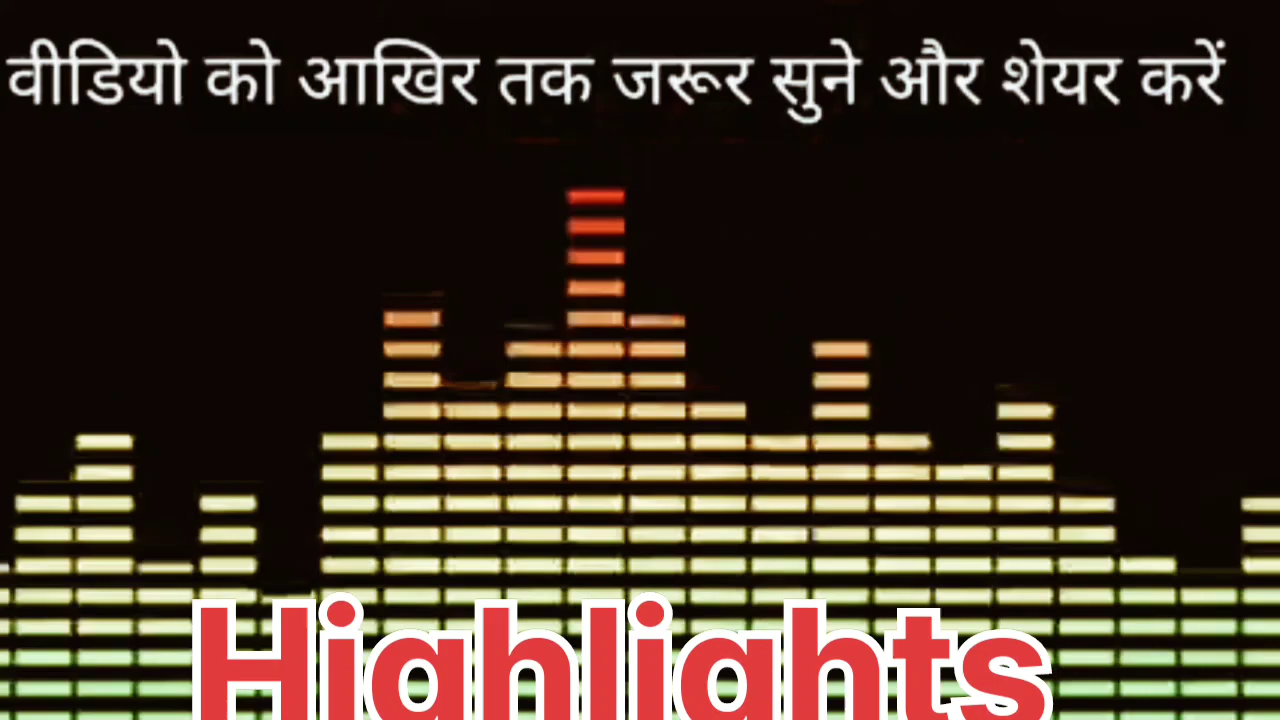 वीडियो को आखिर तक जरूर सुने और शेयर करें
Highlights